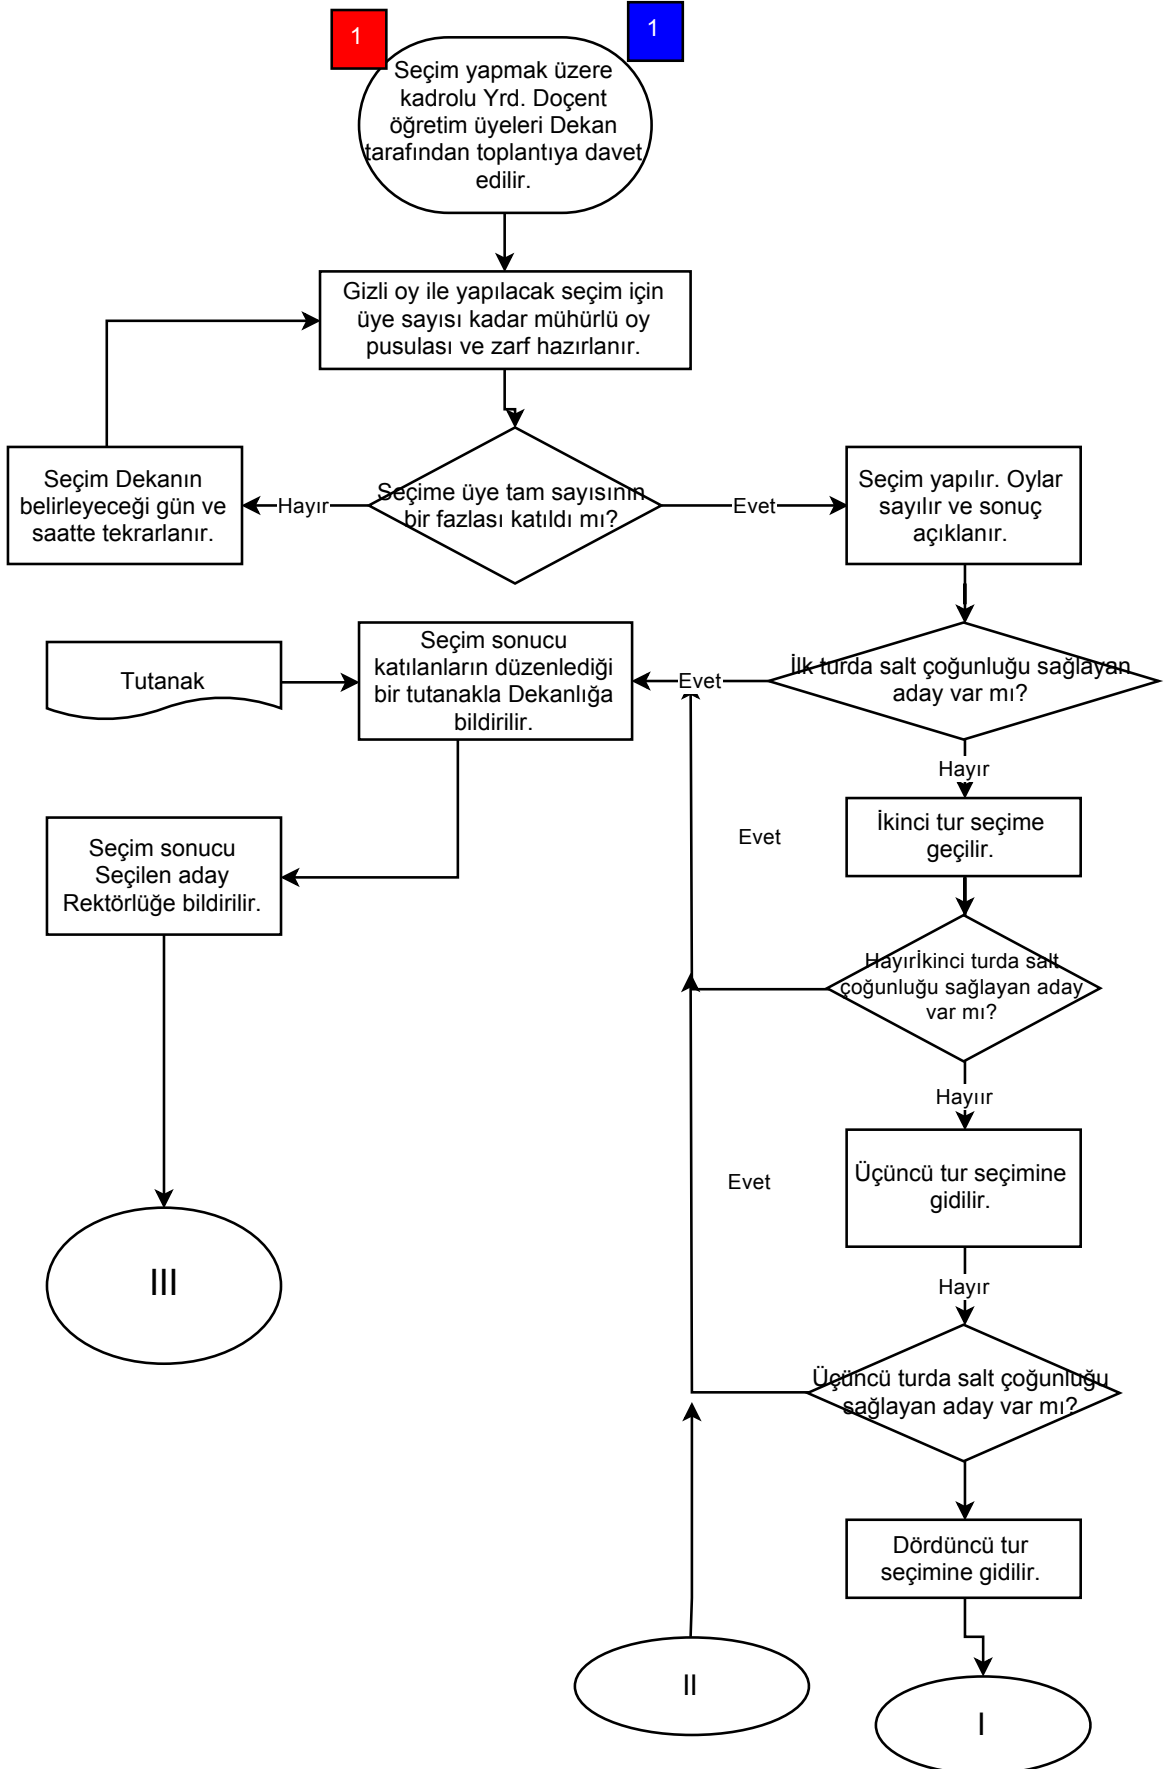 1
1
Seçim yapmak üzere
kadrolu Yrd. Doçent
öğretim üyeleri Dekan
tarafından toplantıya davet
edilir.
Gizli oy ile yapılacak seçim için
üye sayısı kadar mühürlü oy
pusulası ve zarf hazırlanır.
Seçim Dekanın
belirleyeceği gün ve
saatte tekrarlanır.
Hayır
Seçime üye tam sayısının
bir fazlası katıldı mı?
Evet
Seçim yapılır. Oylar
sayılır ve sonuç
açıklanır.
Tutanak
Seçim sonucu
katılanların düzenlediği
bir tutanakla Dekanlığa
bildirilir.
Evet
İlk turda salt çoğunluğu sağlayan
aday var mı?
Hayır
Seçim sonucu
Seçilen aday
Rektörlüğe bildirilir.
Evet
İkinci tur seçime
geçilir.
Hayırİkinci turda salt
çoğunluğu sağlayan aday
var mı?
Hayıır
Evet
Üçüncü tur seçimine
gidilir.
III
Hayır
Üçüncü turda salt çoğunluğu
sağlayan aday var mı?
Dördüncü tur
seçimine gidilir.
II
I